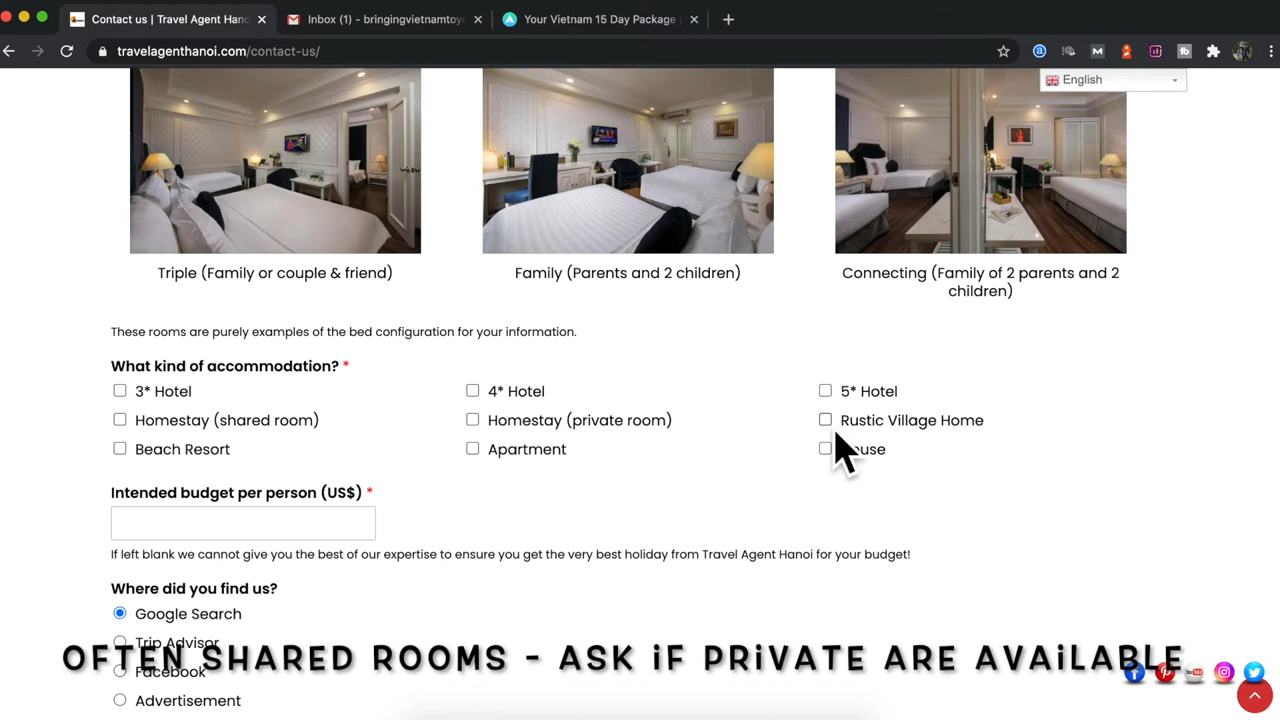 Contact us | Travel Agent Hano
Inbox (1) - bringingvietnamtoyo
Your Vietnam 15 Day Package
travelagenthanoi.com/contact-us/
English
Triple (Family or couple & friend)
Family (Parents and 2 children)
Connecting (Family of 2 parents and 2
children)
These rooms are purely examples of the bed configuration for your information.
What kind of accommodation? *
3* Hotel
4* Hotel
5* Hotel
Homestay (shared room)
Homestay (private room)
Rustic Village Home
Beach Resort
Apartment
ouse
Intended budget per person (US$) *
If left blank we cannot give you the best of our expertise to ensure you get the very best holiday from Travel Agent Hanoi for your budget!
Where did you find us?
Google Search
Trip Advisor
OFTEN SHARED ROOMS - ASK IF PRIVATE ARE AVAILABLE
Facebook
Advertisement